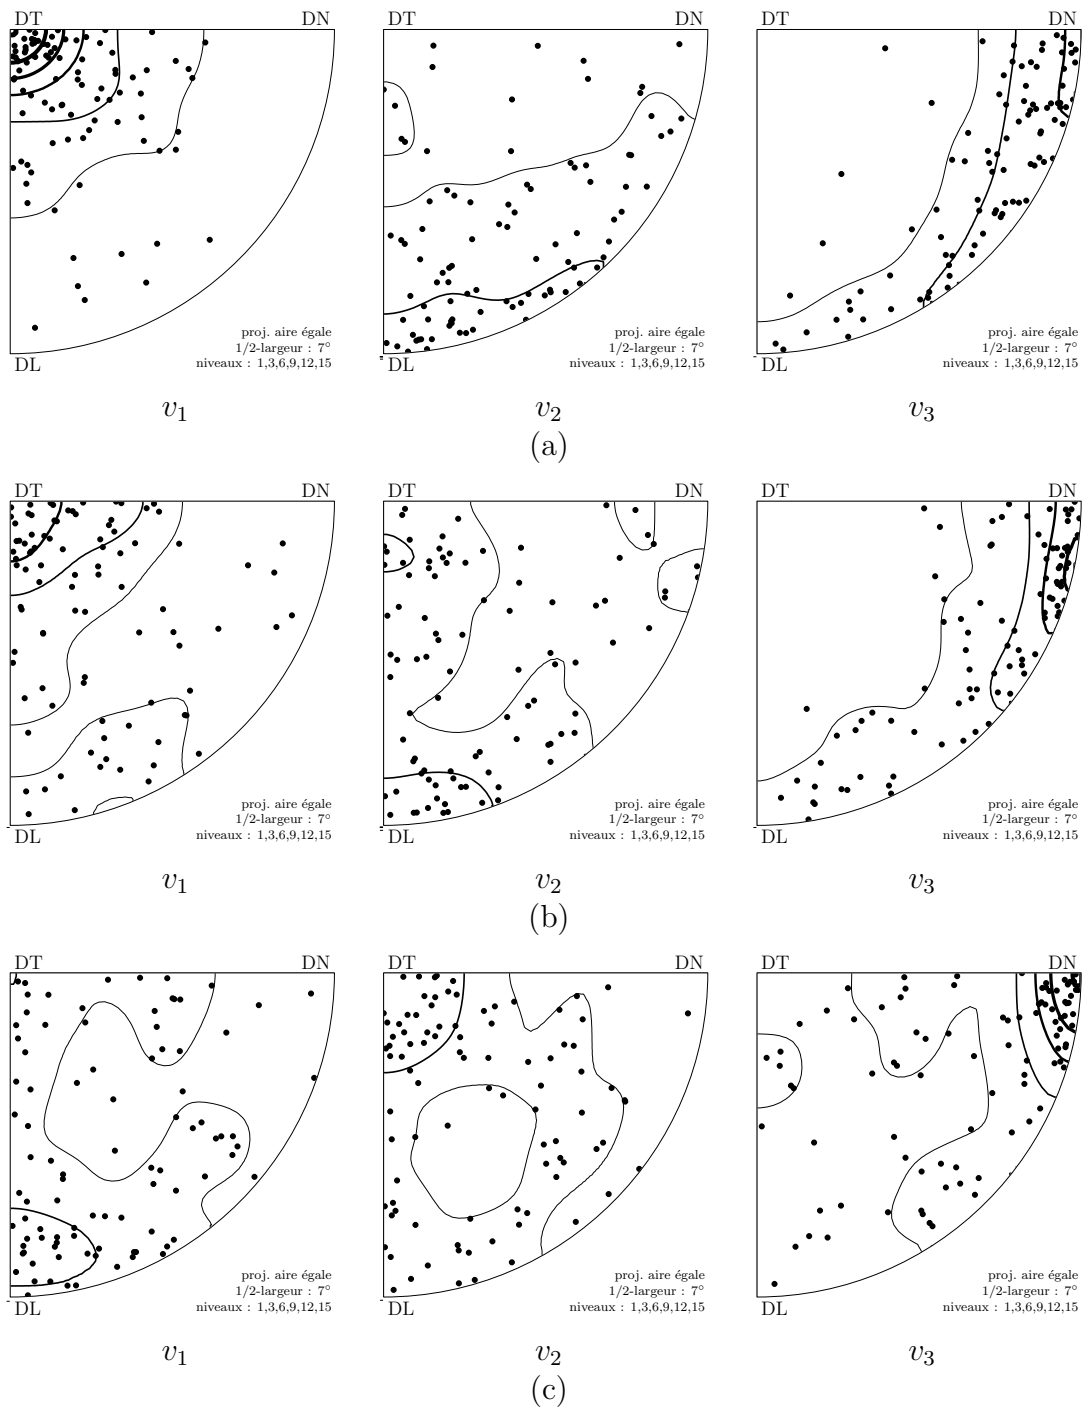 DT DN DT DN DT DN
proj. aire égale proj. aire égale proj. aire égale
1/2-largeur : 7° 1/2-largeur : 7° 1/2-largeur : 7°
DL niveaux : 1,3,6,9,12,15 DL niveaux : 1,3,6,9,12,15 DL niveaux : 1,3,6,9,12,15
v1 v2 v3
(a)
DT DN DT DN DT DN
proj. aire égale proj. aire égale proj. aire égale
1/2-largeur : 7° 1/2-largeur : 7° 1/2-largeur : 7°
DL niveaux : 1,3,6,9,12,15 DL niveaux : 1,3,6,9,12,15 DL niveaux : 1,3,6,9,12,15
v1 v2 v3
(b)
DT DN DT DN DT DN
proj. aire égale proj. aire égale proj. aire égale
1/2-largeur : 7° 1/2-largeur : 7° 1/2-largeur : 7°
DL niveaux : 1,3,6,9,12,15 DL niveaux : 1,3,6,9,12,15 DL niveaux : 1,3,6,9,12,15
v1 v2 v3
(c)